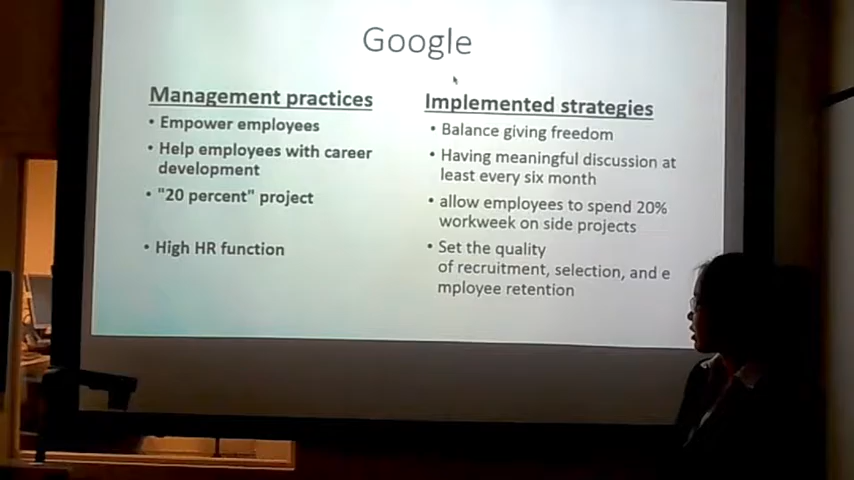 Google
Management practices
• Empower employees
• Help employees with career
development
• "20 percent" project
• High HR function
Implemented strategies
• Balance giving freedom
• Having meaningful discussion at
least every six month
• allow employees to spend 20%
workweek on side projects
• Set the quality
of recruitment, selection, and e
mployee retention